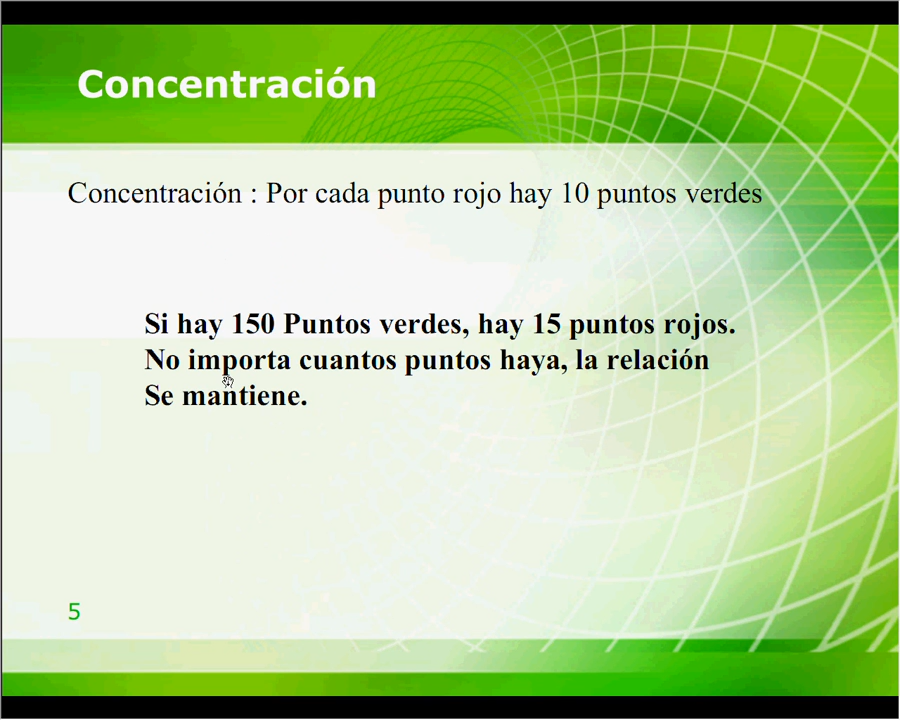 Concentración
Concentración : Por cada punto rojo hay 10 puntos verdes
Si hay 150 Puntos verdes, hay 15 puntos rojos.
No importa cuantos puntos haya, la relación
Se mantiene.
5